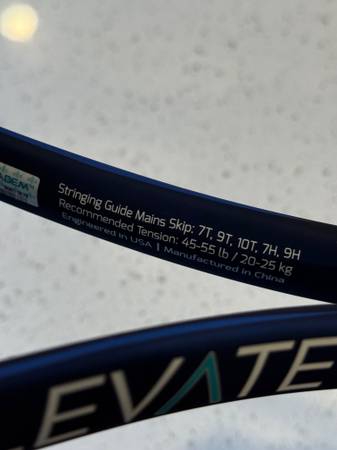 Stringing Guide Mains Skip: 7T, 9T, 10T, 7H, 9H
Recommended Tension: 45-55 lb / 20-25 kg
Engineered in USA | Manufactured in China
EVATE